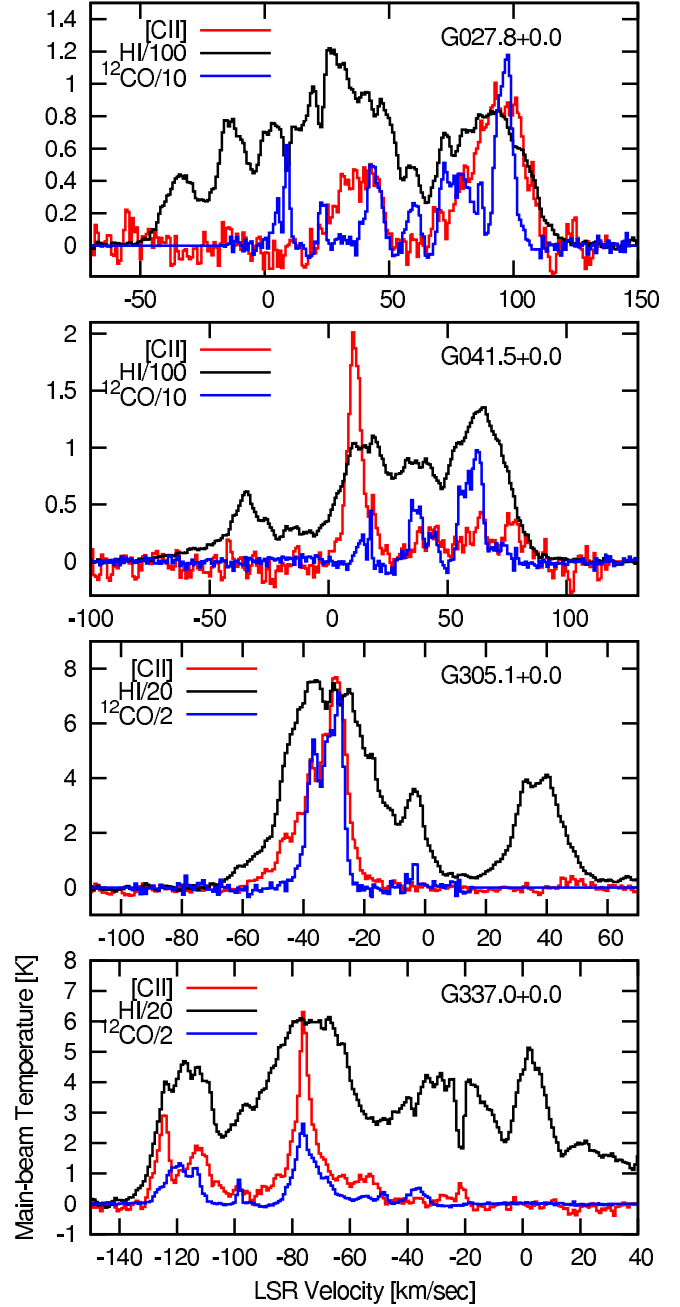 1.4
1.2
1
0.8
0.6
0.4
0.2
0
[CII]
HI/100
¹²CO/10
G027.8+0.0
-50 0 50 100 150
2
1.5
1
0.5
0
[CII]
HI/100
¹²CO/10
G041.5+0.0
-100 -50 0 50 100
8
6
4
2
0
[CII]
HI/20
¹²CO/2
G305.1+0.0
-100 -80 -60 -40 -20 0 20 40 60
Main-beam Temperature [K]
8
7
6
5
4
3
2
1
0
-1
[CII]
HI/20
¹²CO/2
G337.0+0.0
-140 -120 -100 -80 -60 -40 -20 0 20 40
LSR Velocity [km/sec]